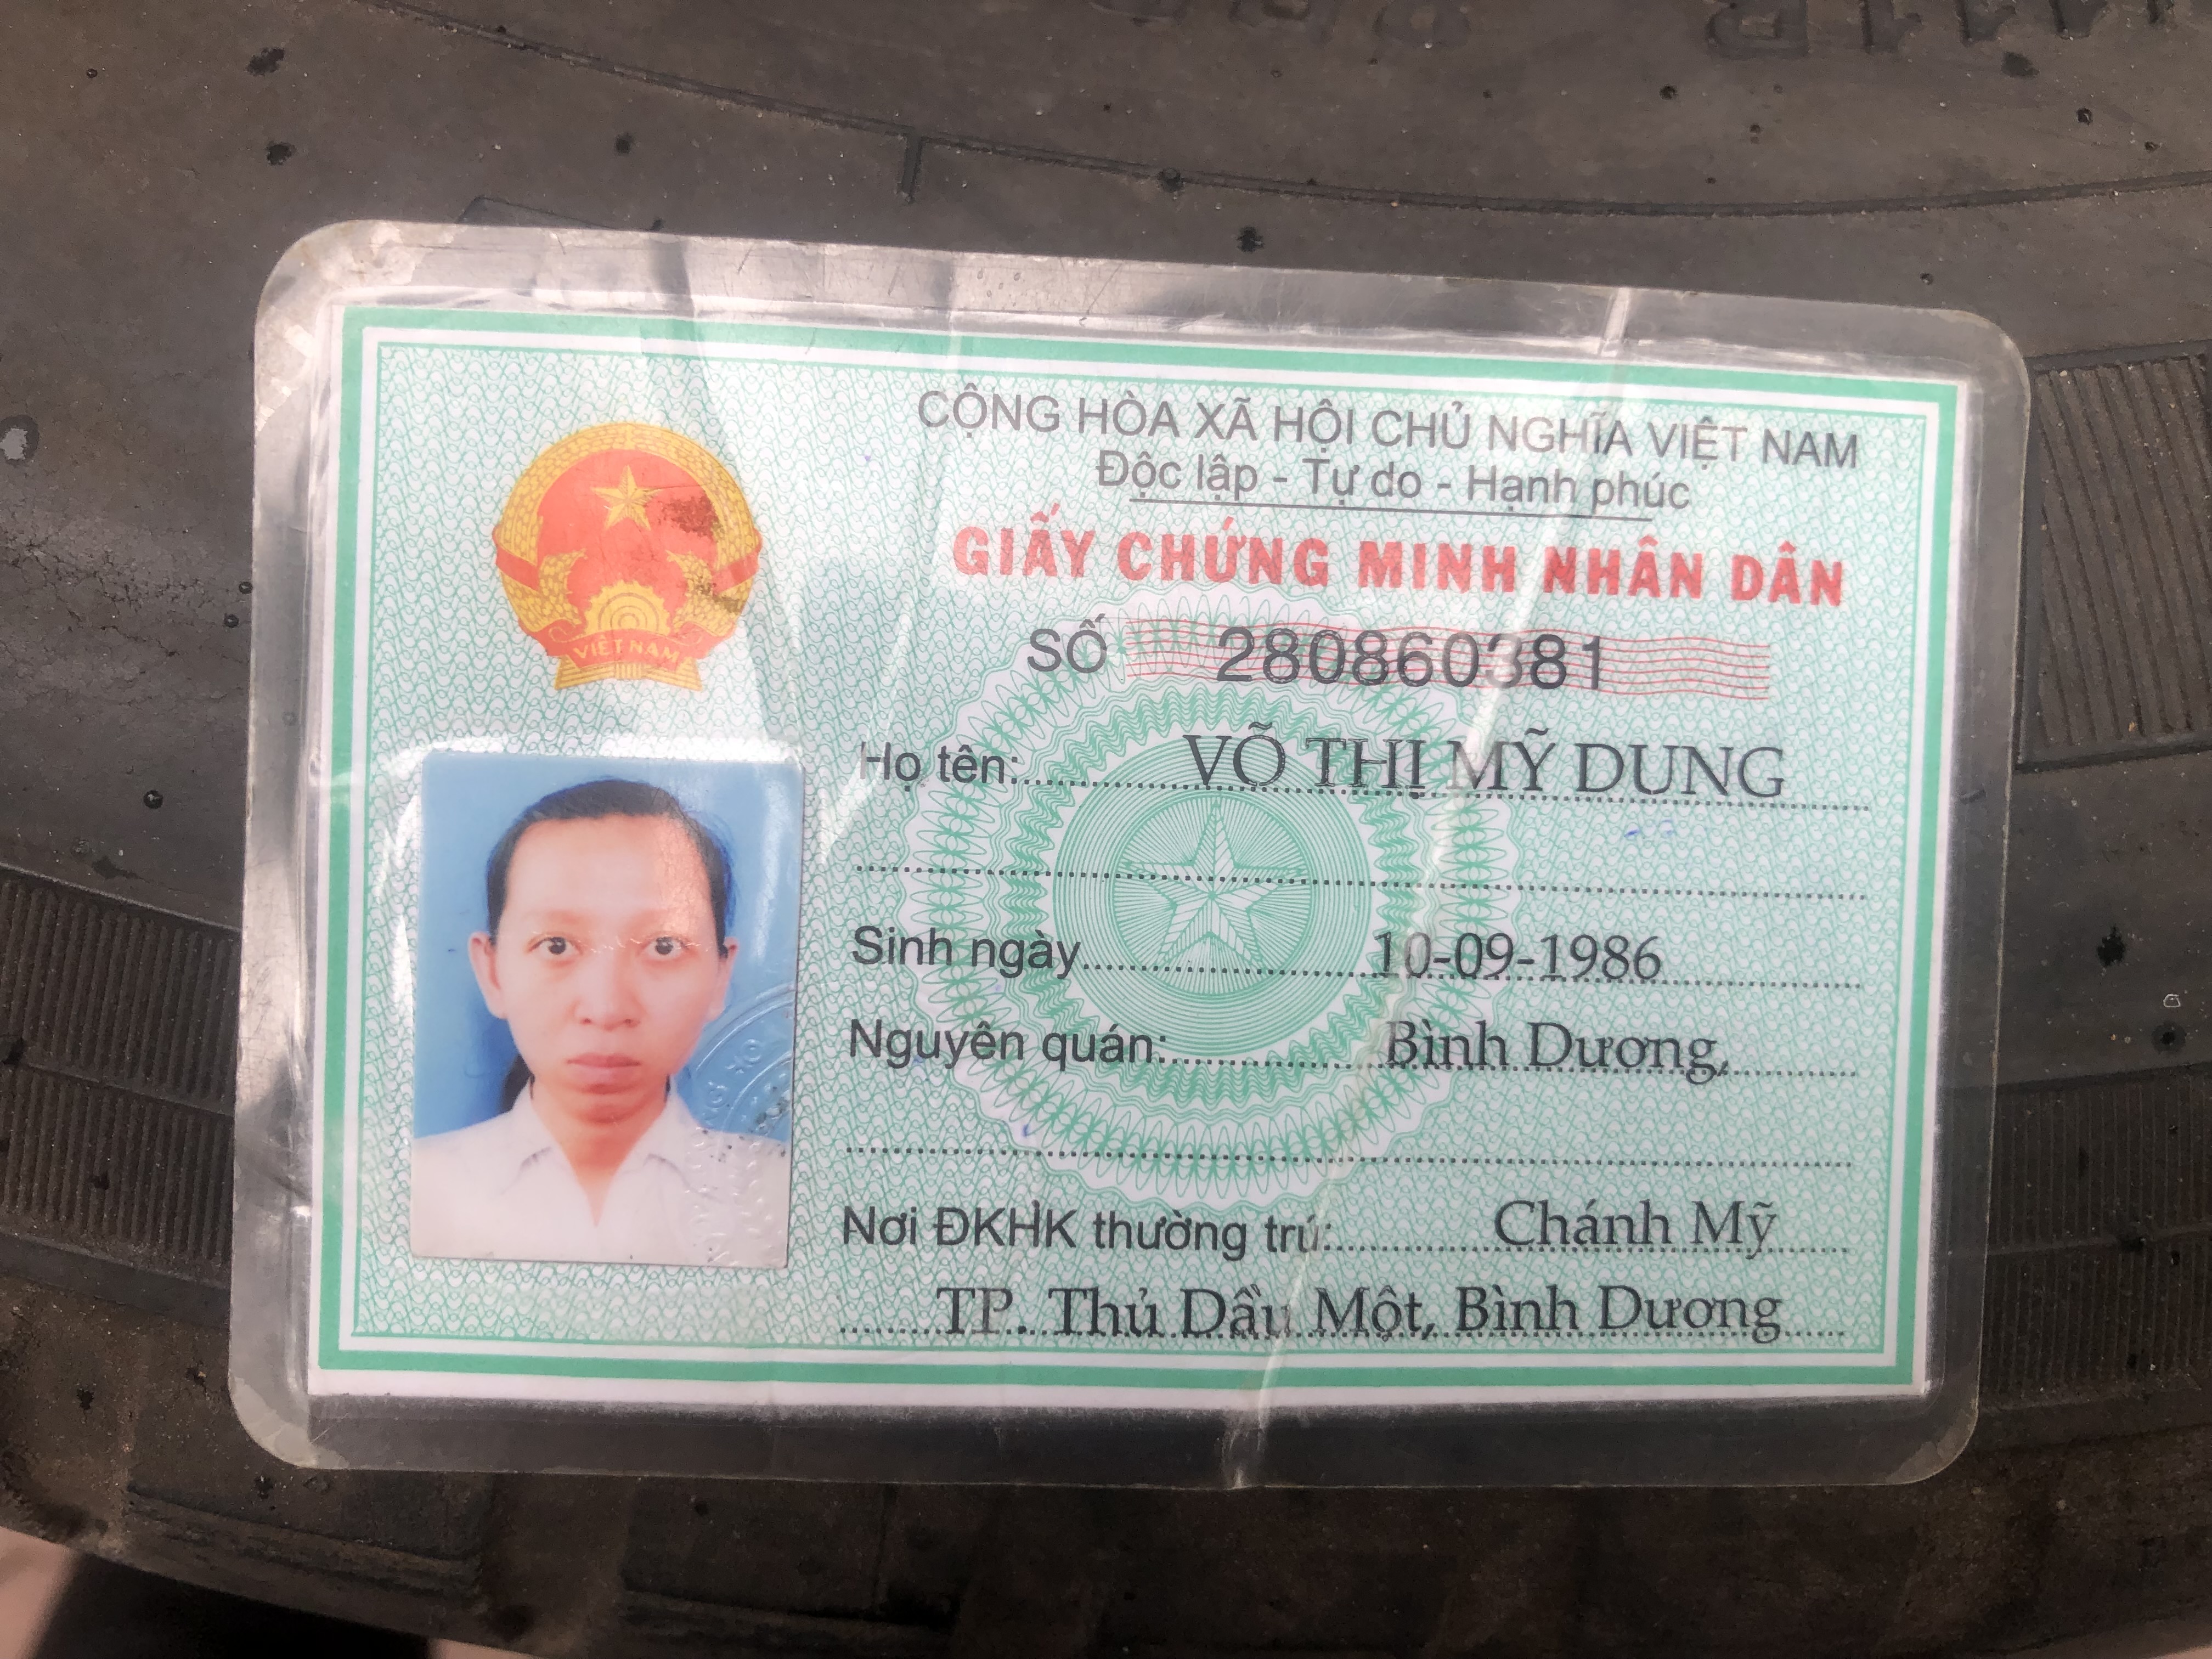 CỘNG HÒA XÃ HỘI CHỦ NGHĨA VIỆT NAM
Độc lập - Tự do - Hạnh phúc
GIẤY CHỨNG MINH NHÂN DÂN
SỐ 280860381
Họ tên: VÕ THỊ MỸ DUNG
Sinh ngày 10-09-1986
Nguyên quán Bình Dương,
Nơi ĐKHK thường trú: Chánh Mỹ
TP. Thủ Dầu Một, Bình Dương
VIỆT NAM